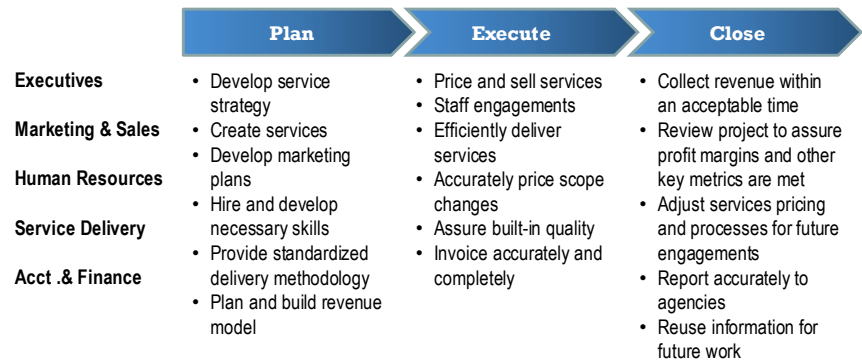 Plan
Execute
Close
Executives
Marketing & Sales
Human Resources
Service Delivery
Acct .& Finance
• Develop service
strategy
• Create services
• Develop marketing
plans
• Hire and develop
necessary skills
• Provide standardized
delivery methodology
• Plan and build revenue
model
• Price and sell services
• Staff engagements
• Efficiently deliver
services
• Accurately price scope
changes
• Assure built-in quality
• Invoice accurately and
completely
• Collect revenue within
an acceptable time
• Review project to assure
profit margins and other
key metrics are met
• Adjust services pricing
and processes for future
engagements
• Report accurately to
agencies
• Reuse information for
future work